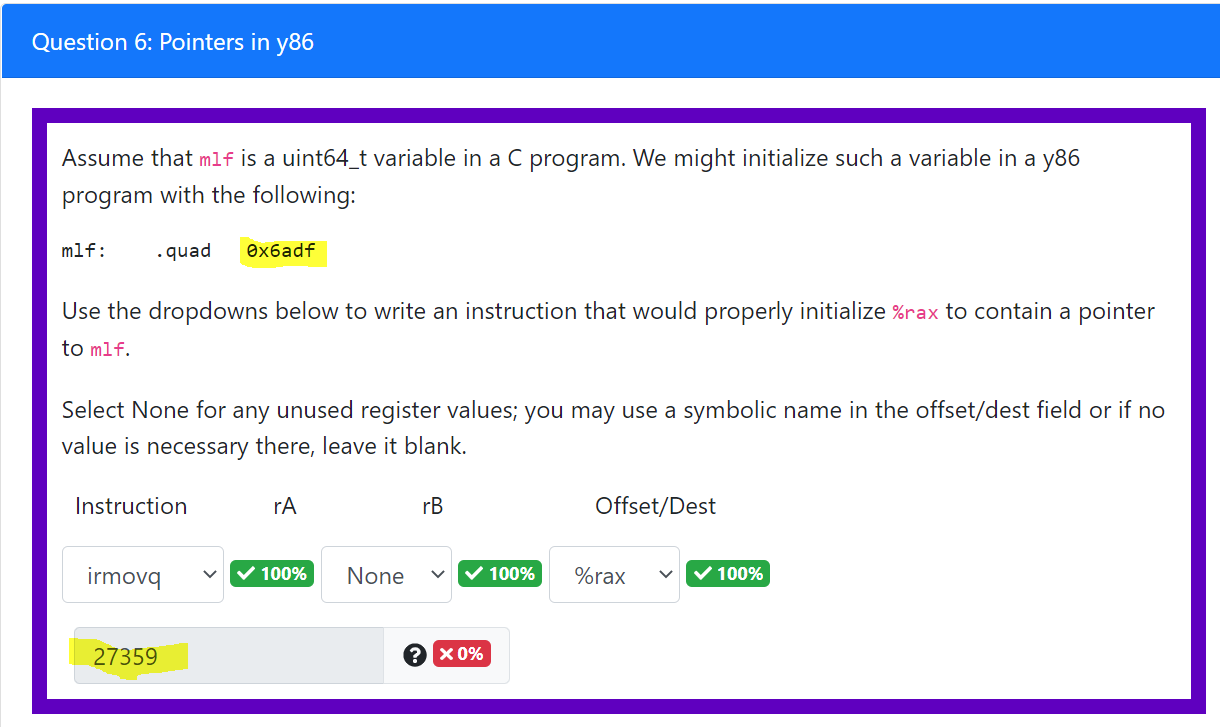 Question 6: Pointers in y86
Assume that mlf is a uint64_t variable in a C program. We might initialize such a variable in a y86
program with the following:
mlf: .quad 0x6adf
Use the dropdowns below to write an instruction that would properly initialize %rax to contain a pointer
to mlf.
Select None for any unused register values; you may use a symbolic name in the offset/dest field or if no
value is necessary there, leave it blank.
Instruction rA rB Offset/Dest
irmovq 100% None 100% %rax 100%
27359 ? 0%